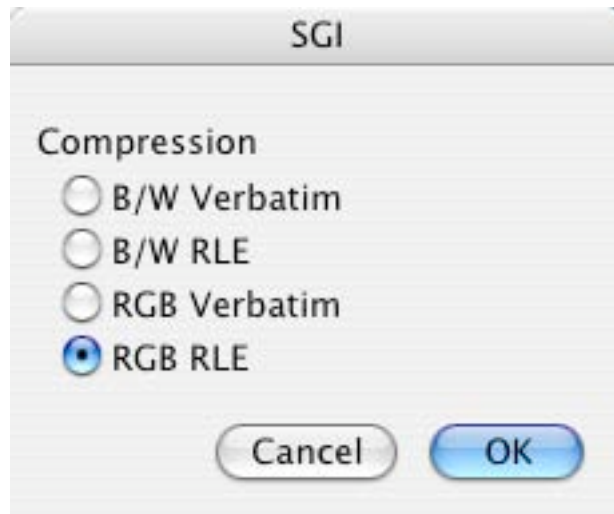 SGI
Compression
B/W Verbatim
B/W RLE
RGB Verbatim
RGB RLE
Cancel OK